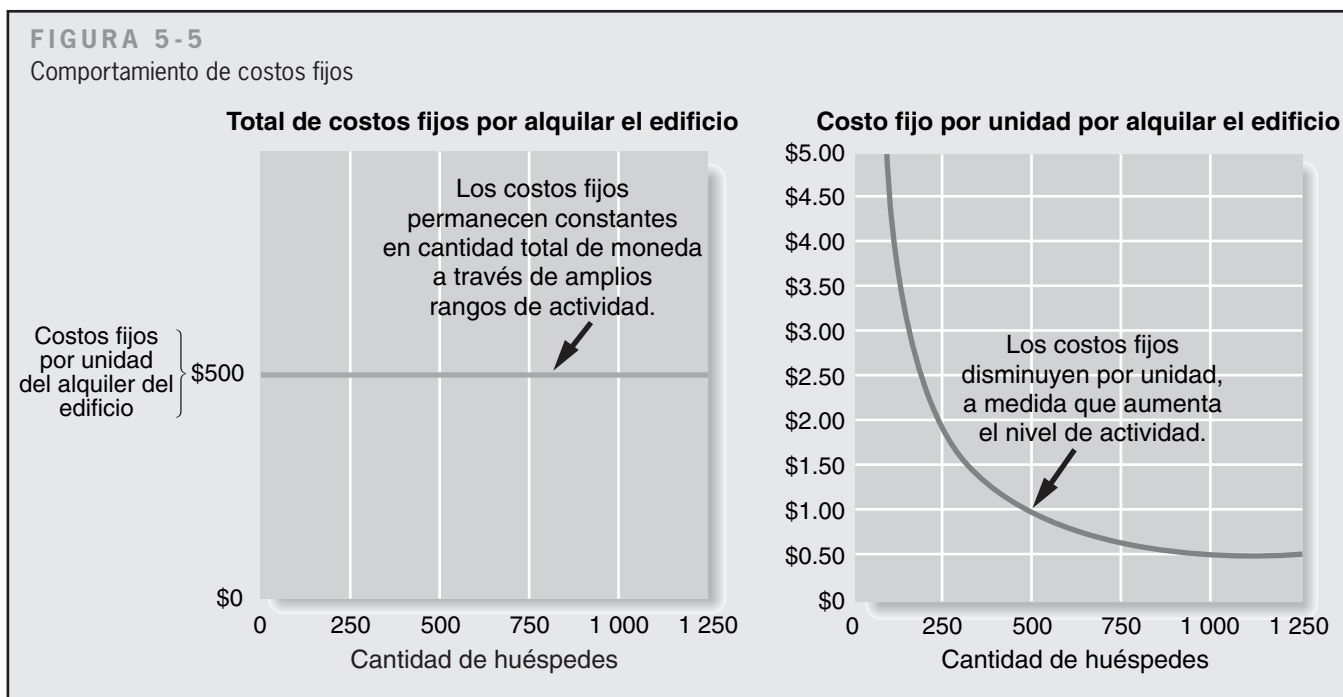 FIGURA 5-5
Comportamiento de costos fijos
Total de costos fijos por alquilar el edificio
Los costos fijos
permanecen constantes
en cantidad total de moneda
a través de amplios
rangos de actividad.
Costos fijos
por unidad
del alquiler del
edificio
$500
$0
0 250 500 750 1 000 1 250
Cantidad de huéspedes
Costo fijo por unidad por alquilar el edificio
$5.00
$4.50
$4.00
$3.50
$3.00
$2.50
$2.00
$1.50
$1.00
$0.50
$0
Los costos fijos
disminuyen por unidad,
a medida que aumenta
el nivel de actividad.
0 250 500 750 1 000 1 250
Cantidad de huéspedes